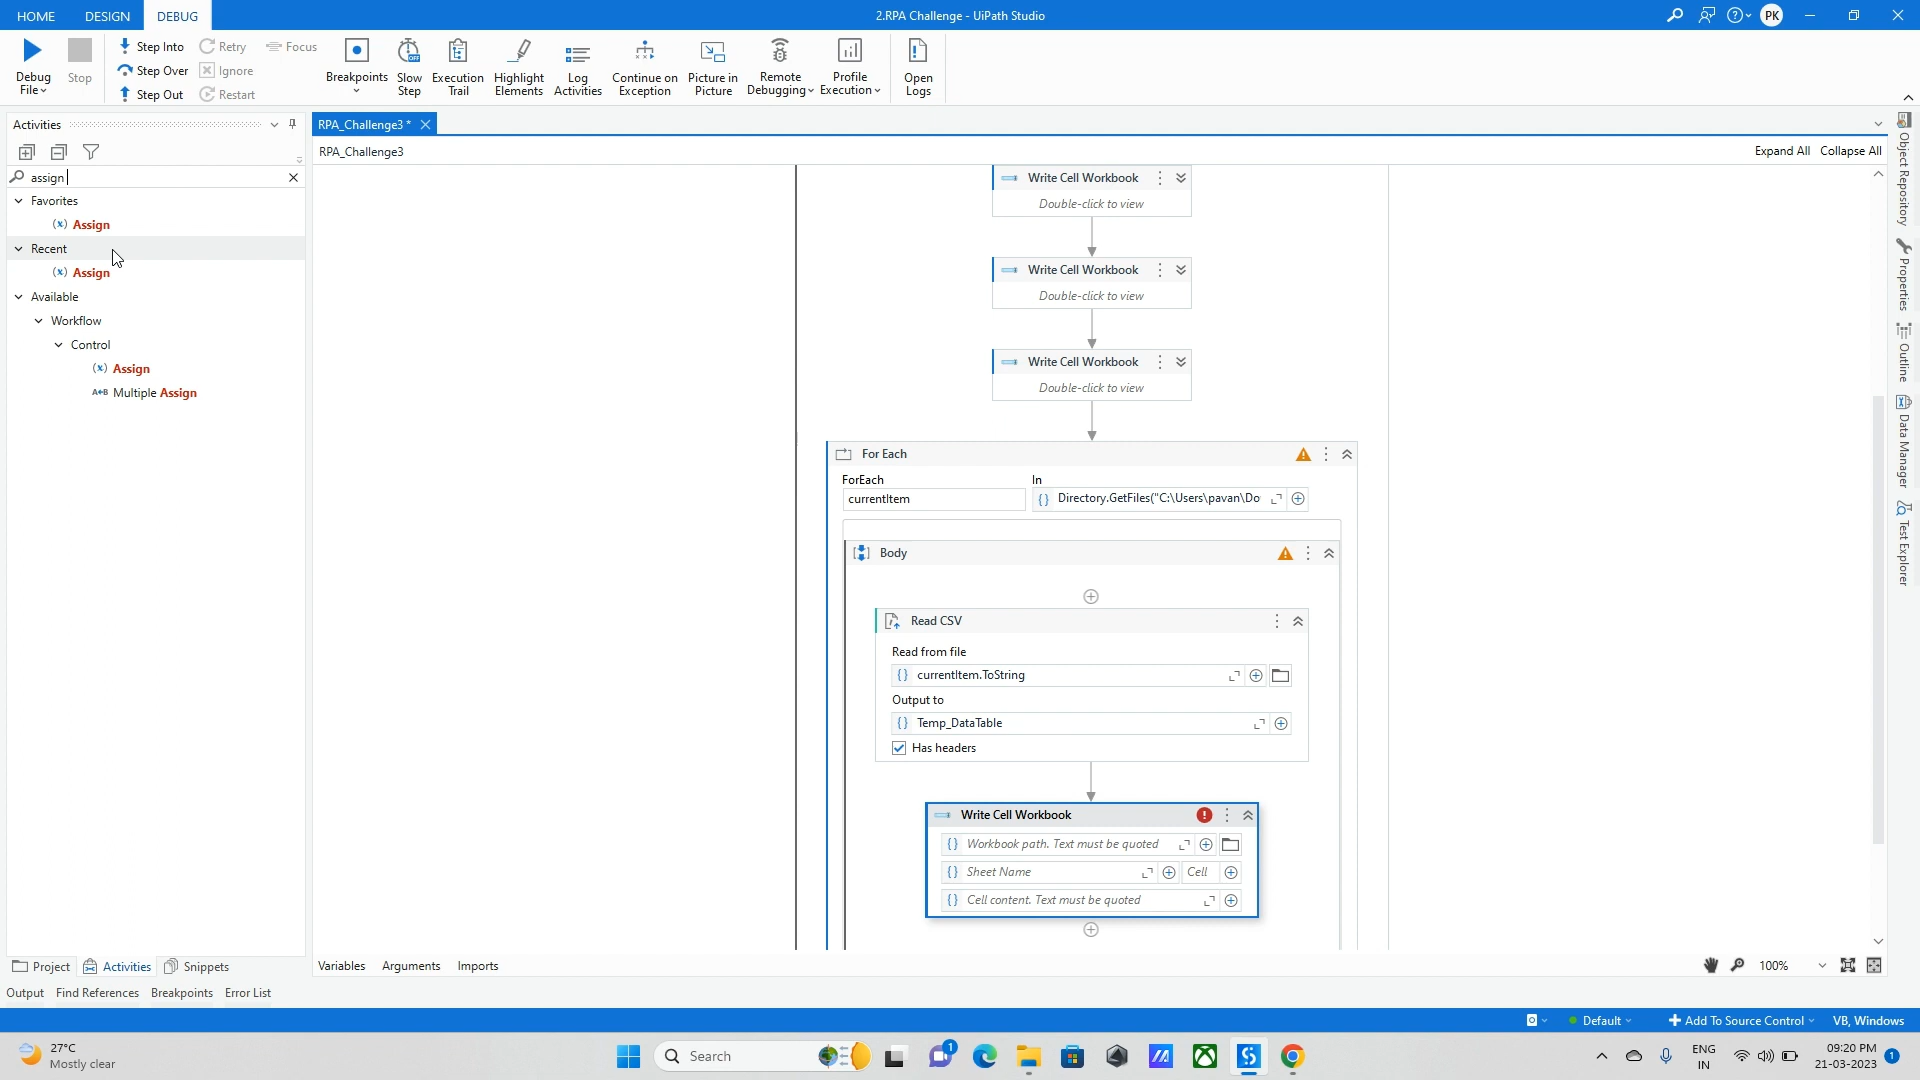 HOME DESIGN DEBUG 2.RPA Challenge - UiPath Studio PK
Debug File
Stop
Step Into
Step Over
Step Out
Retry
Ignore
Restart
Focus
Breakpoints
Slow Step
Execution Trail
Highlight Elements
Log Activities
Continue on Exception
Picture in Picture
Remote Debugging
Profile Execution
Open Logs
Activities
assign
Favorites
Assign
Recent
Assign
Available
Workflow
Control
Assign
Multiple Assign
RPA_Challenge3 *
RPA_Challenge3
Expand All Collapse All
Write Cell Workbook
Double-click to view
Write Cell Workbook
Double-click to view
Write Cell Workbook
Double-click to view
For Each
ForEach In
currentItem Directory.GetFiles("C:\Users\pavan\Do
Body
Read CSV
Read from file
currentItem.ToString
Output to
Temp_DataTable
Has headers
Write Cell Workbook
Workbook path. Text must be quoted
Sheet Name Cell
Cell content. Text must be quoted
Object Repository
Properties
Outline
Data Manager
Test Explorer
Project Activities Snippets
Variables Arguments Imports 100%
Output Find References Breakpoints Error List
Default Add To Source Control VB, Windows
27°C
Mostly clear
Search
1
ENG
IN
09:20 PM
21-03-2023
1